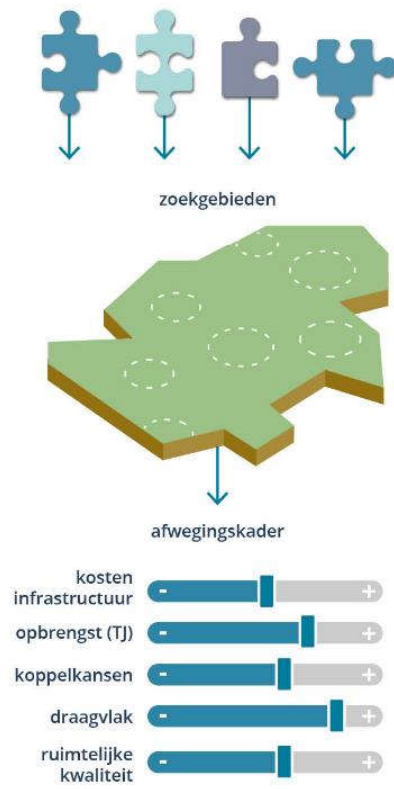 zoekgebieden
afwegingskader
kosten
infrastructuur
- +
opbrengst (TJ)
- +
koppelkansen
- +
draagvlak
- +
ruimtelijke
kwaliteit
- +